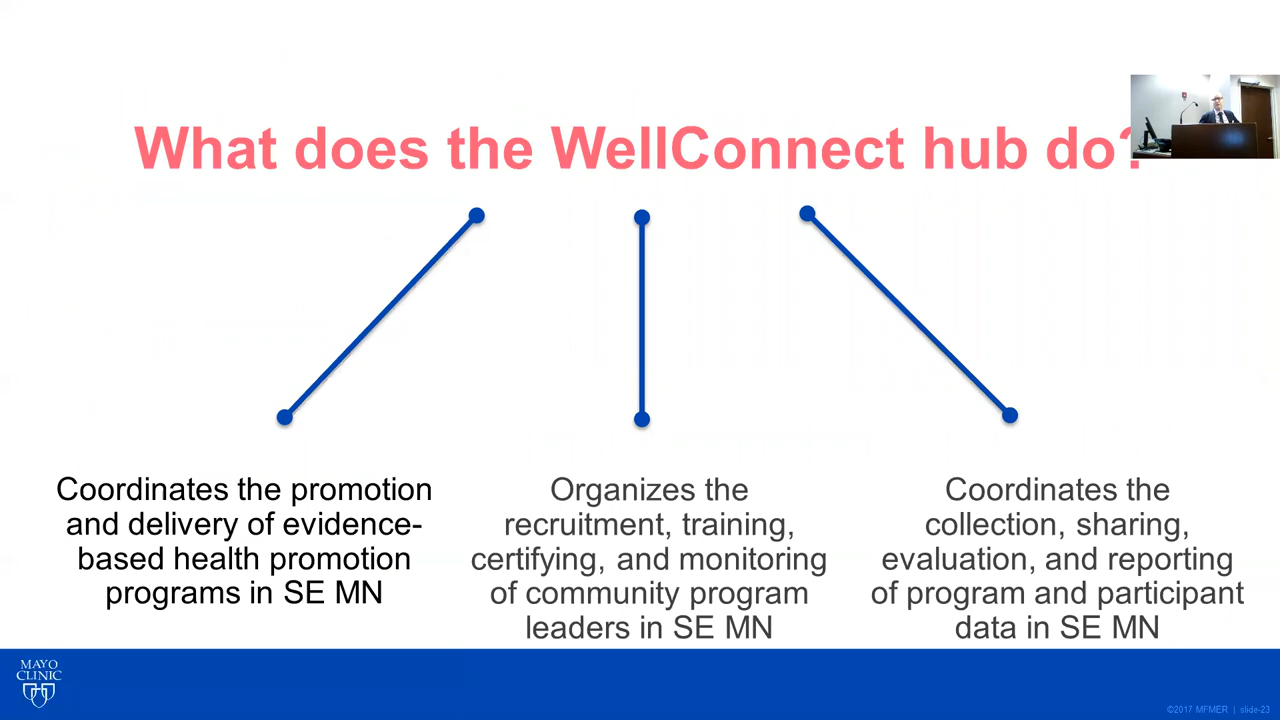 What does the WellConnect hub do?
Coordinates the promotion
and delivery of evidence-
based health promotion
programs in SE MN
Organizes the
recruitment, training,
certifying, and monitoring
of community program
leaders in SE MN
Coordinates the
collection, sharing,
evaluation, and reporting
of program and participant
data in SE MN
MAYO
CLINIC
©2017 MFMER | slide-23